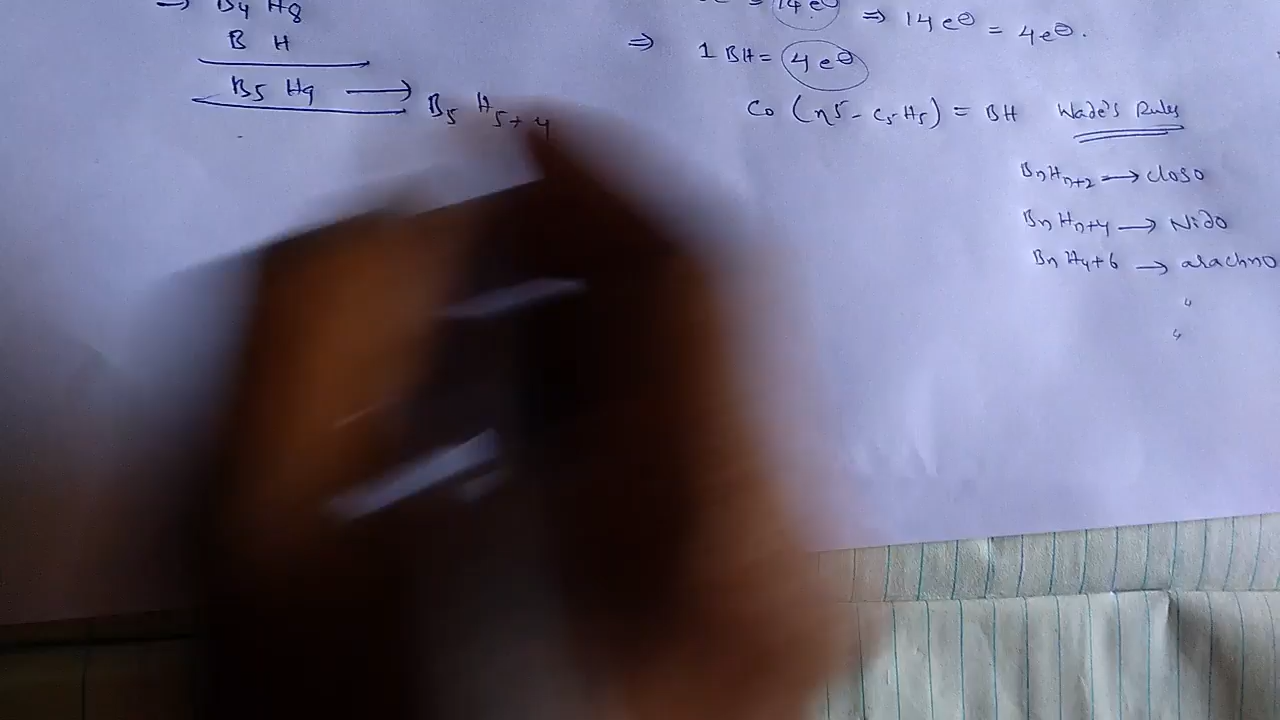 ⇒ B4 H8
B H
B5 H9 → B5 H5+4
= 14e⊖ ⇒ 14e⊖ = 4e⊖.
⇒ 1 BH = 4e⊖
Co (η5 - C5H5) = BH Wade's Rules
BnHn+2 → closo
BnHn+4 → Nido
BnH4+6 → arachno
"
"